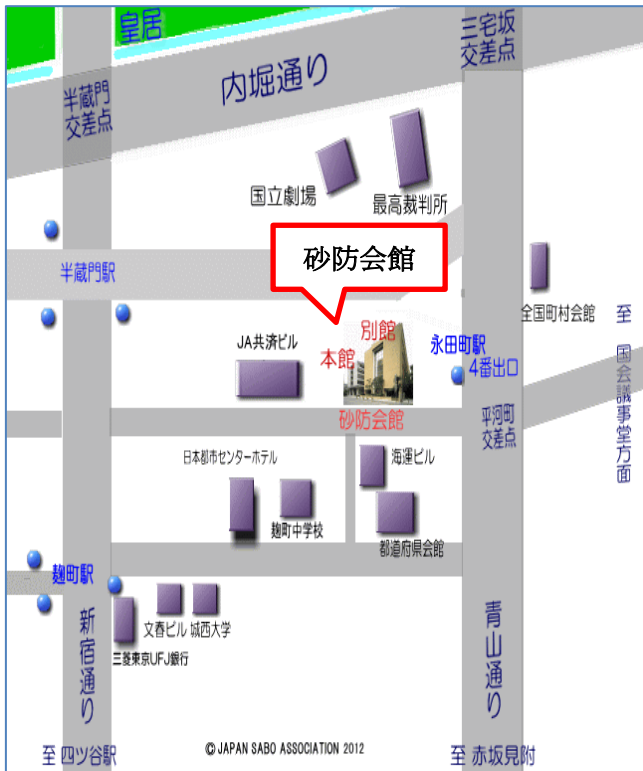 皇居
三宅坂
交差点
内堀通り
半蔵門
交差点
国立劇場
最高裁判所
砂防会館
半蔵門駅
全国町村会館
至 国会議事堂方面
JA共済ビル
本館
別館
永田町駅
4番出口
砂防会館
平河町
交差点
日本都市センターホテル
海運ビル
麹町中学校
都道府県会館
麹町駅
文春ビル
城西大学
三菱東京UFJ銀行
新宿通り
青山通り
至 四ツ谷駅
© JAPAN SABO ASSOCIATION 2012
至 赤坂見附